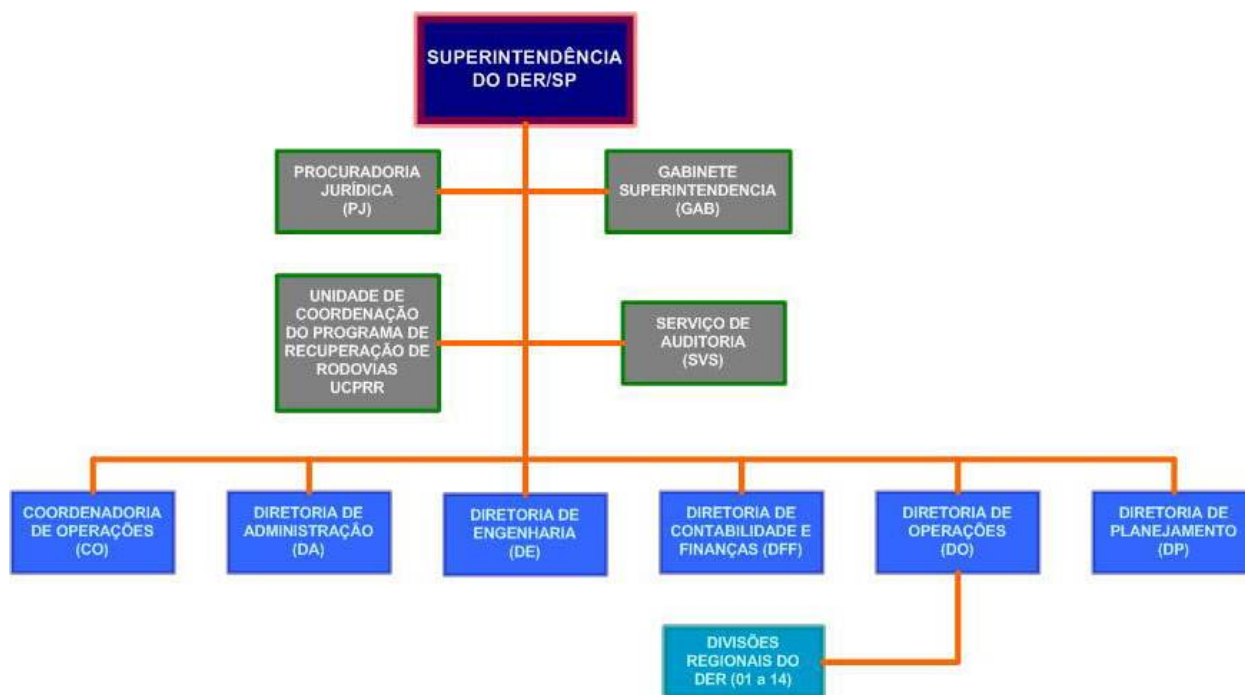 SUPERINTENDÊNCIA
DO DER/SP
PROCURADORIA
JURÍDICA
(PJ)
GABINETE
SUPERINTENDENCIA
(GAB)
UNIDADE DE
COORDENAÇÃO
DO PROGRAMA DE
RECUPERAÇÃO DE
RODOVIAS
UCPRR
SERVIÇO DE
AUDITORIA
(SVS)
COORDENADORIA
DE OPERAÇÕES
(CO)
DIRETORIA DE
ADMINISTRAÇÃO
(DA)
DIRETORIA DE
ENGENHARIA
(DE)
DIRETORIA DE
CONTABILIDADE E
FINANÇAS (DFF)
DIRETORIA DE
OPERAÇÕES
(DO)
DIRETORIA DE
PLANEJAMENTO
(DP)
DIVISÕES
REGIONAIS DO
DER (01 a 14)